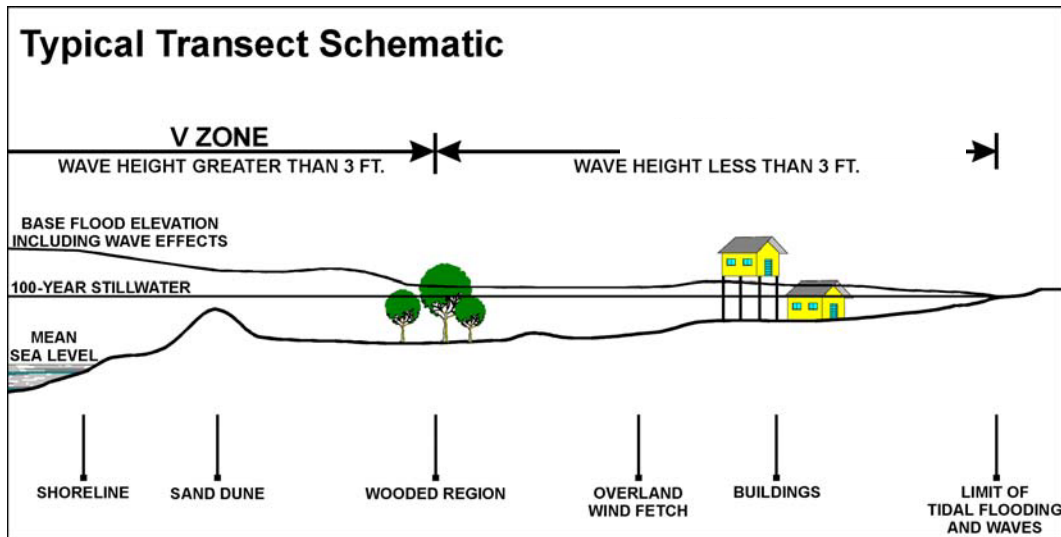 Typical Transect Schematic
V ZONE
WAVE HEIGHT GREATER THAN 3 FT.
WAVE HEIGHT LESS THAN 3 FT.
BASE FLOOD ELEVATION
INCLUDING WAVE EFFECTS
100-YEAR STILLWATER
MEAN
SEA LEVEL
SHORELINE
SAND DUNE
WOODED REGION
OVERLAND
WIND FETCH
BUILDINGS
LIMIT OF
TIDAL FLOODING
AND WAVES